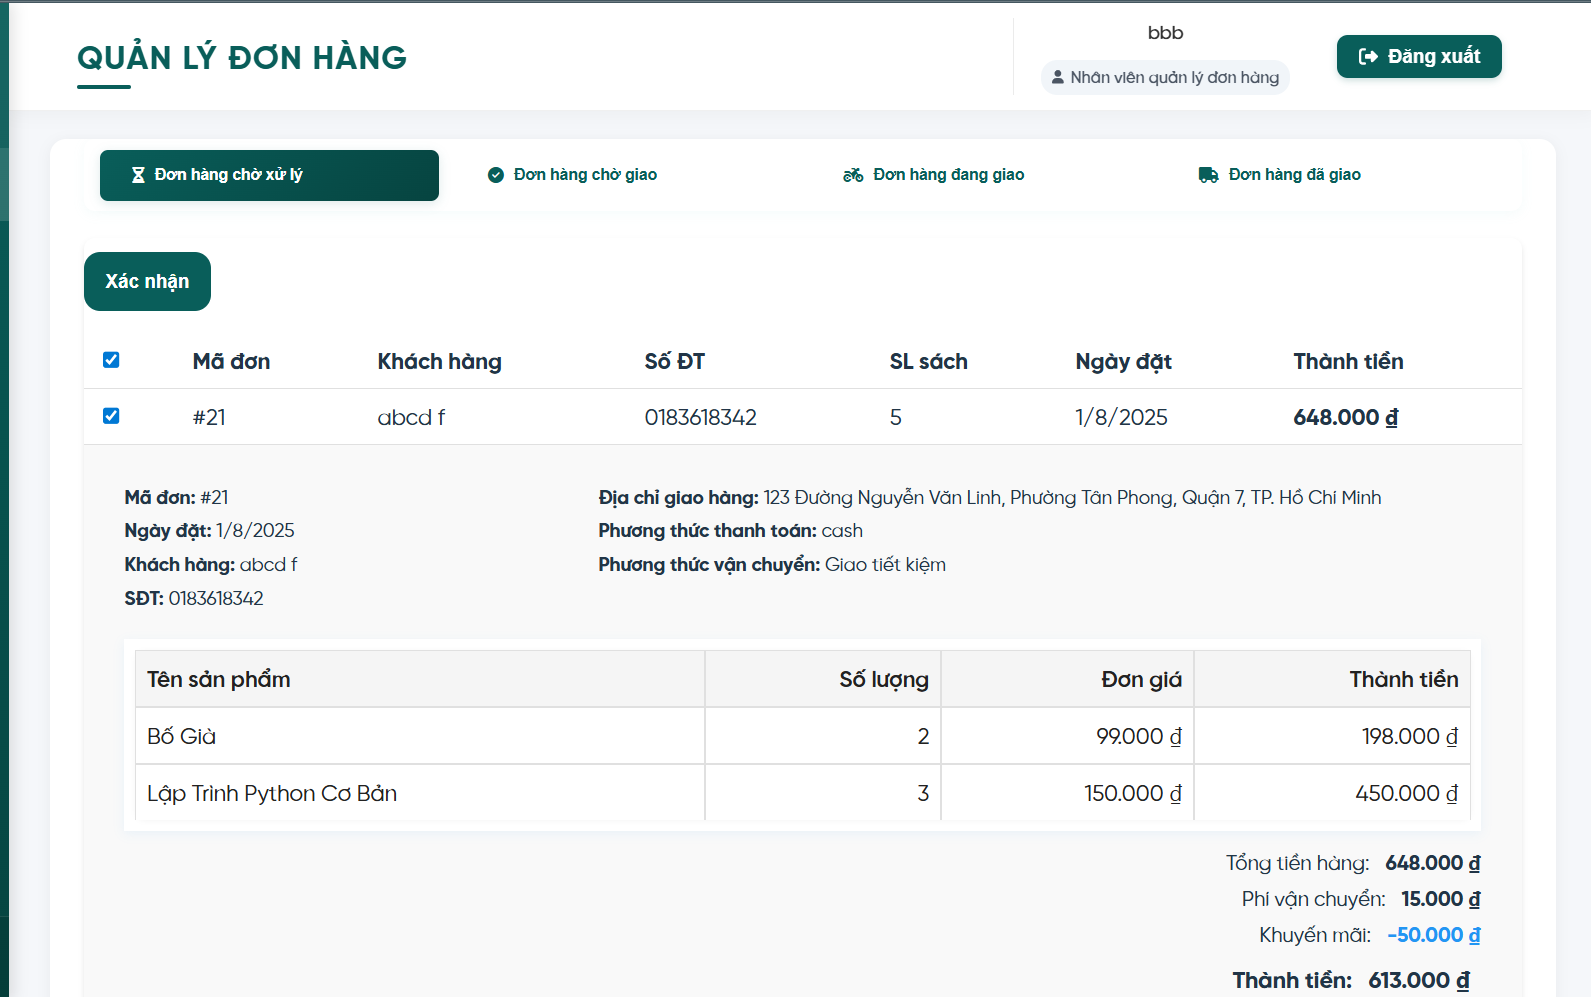 QUẢN LÝ ĐƠN HÀNG
bbb
Nhân viên quản lý đơn hàng
Đăng xuất
Đơn hàng chờ xử lý
Đơn hàng chờ giao
Đơn hàng đang giao
Đơn hàng đã giao
Xác nhận
Mã đơn Khách hàng Số ĐT SL sách Ngày đặt Thành tiền
#21 abcd f 0183618342 5 1/8/2025 648.000 ₫
Mã đơn: #21
Ngày đặt: 1/8/2025
Khách hàng: abcd f
SĐT: 0183618342
Địa chỉ giao hàng: 123 Đường Nguyễn Văn Linh, Phường Tân Phong, Quận 7, TP. Hồ Chí Minh
Phương thức thanh toán: cash
Phương thức vận chuyển: Giao tiết kiệm
Tên sản phẩm Số lượng Đơn giá Thành tiền
Bố Già 2 99.000 ₫ 198.000 ₫
Lập Trình Python Cơ Bản 3 150.000 ₫ 450.000 ₫
Tổng tiền hàng: 648.000 ₫
Phí vận chuyển: 15.000 ₫
Khuyến mãi: -50.000 ₫
Thành tiền: 613.000 ₫